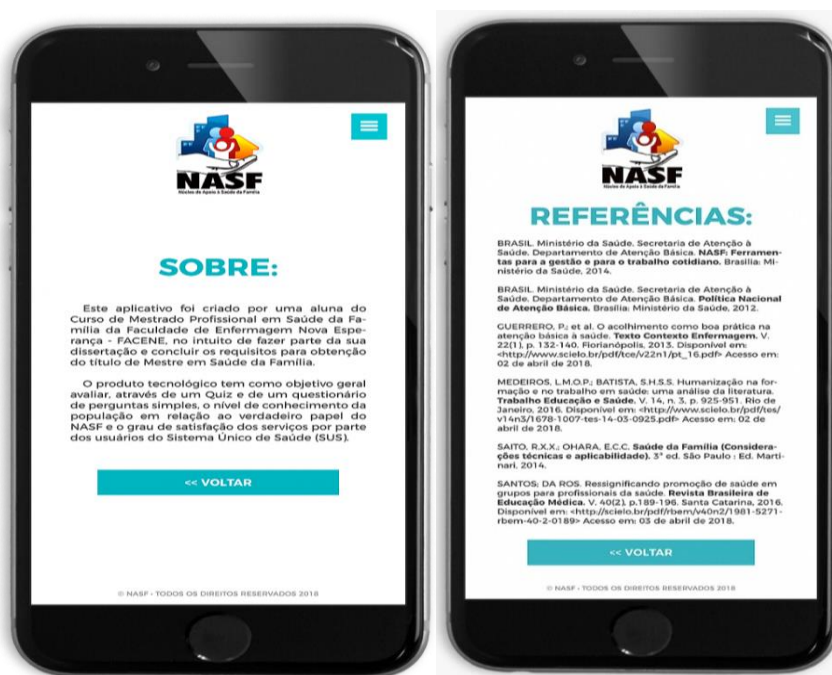 NASF
Núcleo de Apoio à Saúde da Família
SOBRE:
Este aplicativo foi criado por uma aluna do
Curso de Mestrado Profissional em Saúde da Fa-
mília da Faculdade de Enfermagem Nova Espe-
rança - FACENE, no intuito de fazer parte da sua
dissertação e concluir os requisitos para obtenção
do título de Mestre em Saúde da Família.
O produto tecnológico tem como objetivo geral
avaliar, através de um Quiz e de um questionário
de perguntas simples, o nível de conhecimento da
população em relação ao verdadeiro papel do
NASF e o grau de satisfação dos serviços por parte
dos usuários do Sistema Único de Saúde (SUS).
<< VOLTAR
© NASF - TODOS OS DIREITOS RESERVADOS 2018
NASF
Núcleo de Apoio à Saúde da Família
REFERÊNCIAS:
BRASIL. Ministério da Saúde. Secretaria de Atenção à
Saúde. Departamento de Atenção Básica. NASF: Ferramen-
tas para a gestão e para o trabalho cotidiano. Brasília: Mi-
nistério da Saúde, 2014.
BRASIL. Ministério da Saúde. Secretaria de Atenção à
Saúde. Departamento de Atenção Básica. Política Nacional
de Atenção Básica. Brasília: Ministério da Saúde, 2012.
GUERRERO, P.; et al. O acolhimento como boa prática na
atenção básica à saúde. Texto Contexto Enfermagem. V.
22(1), p. 132-140. Florianópolis, 2013. Disponível em:
<http://www.scielo.br/pdf/tce/v22n1/pt_16.pdf> Acesso em:
02 de abril de 2018.
MEDEIROS, L.M.O.P.; BATISTA, S.H.S.S. Humanização na for-
mação e no trabalho em saúde: uma análise da literatura.
Trabalho Educação e Saúde. V. 14, n. 3, p. 925-951. Rio de
Janeiro, 2016. Disponível em: <http://www.scielo.br/pdf/tes/
v14n3/1678-1007-tes-14-03-0925.pdf> Acesso em: 02 de
abril de 2018.
SAITO, R.X.X.; OHARA, E.C.C. Saúde da Família (Considera-
ções técnicas e aplicabilidade). 3ª ed. São Paulo : Ed. Marti-
nari, 2014.
SANTOS; DA ROS. Ressignificando promoção de saúde em
grupos para profissionais da saúde. Revista Brasileira de
Educação Médica. V. 40(2), p.189-196. Santa Catarina, 2016.
Disponível em: <http://scielo.br/pdf/rbem/v40n2/1981-5271-
rbem-40-2-0189> Acesso em: 03 de abril de 2018.
<< VOLTAR
© NASF - TODOS OS DIREITOS RESERVADOS 2018